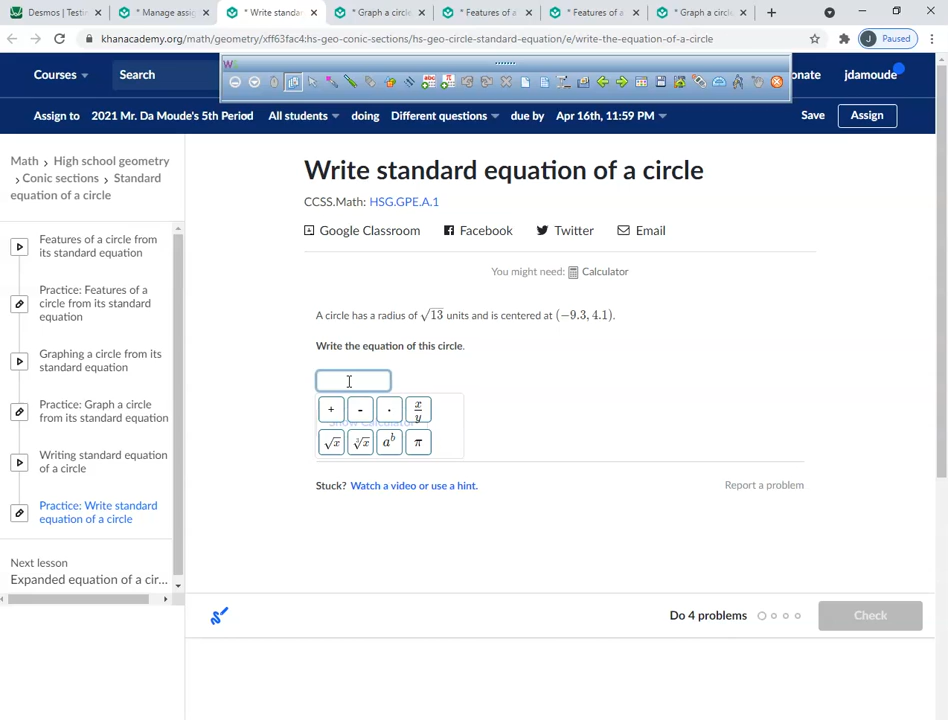 Desmos | Testin
* Manage assig
* Write standa
* Graph a circle
* Features of a
* Features of a
* Graph a circle
khanacademy.org/math/geometry/xff63fac4:hs-geo-conic-sections/hs-geo-circle-standard-equation/e/write-the-equation-of-a-circle
J Paused
Courses
Search
onate
jdamoude
Assign to 2021 Mr. Da Moude's 5th Period All students doing Different questions due by Apr 16th, 11:59 PM
Save
Assign
Math > High school geometry
> Conic sections > Standard
equation of a circle
Features of a circle from
its standard equation
Practice: Features of a
circle from its standard
equation
Graphing a circle from its
standard equation
Practice: Graph a circle
from its standard equation
Writing standard equation
of a circle
Practice: Write standard
equation of a circle
Next lesson
Expanded equation of a cir...
Write standard equation of a circle
CCSS.Math: HSG.GPE.A.1
Google Classroom Facebook Twitter Email
You might need: Calculator
A circle has a radius of √13 units and is centered at (−9.3, 4.1).
Write the equation of this circle.
+ - · x/y
Show Calculator
√x ∛x a^b π
Stuck? Watch a video or use a hint.
Report a problem
Do 4 problems
Check